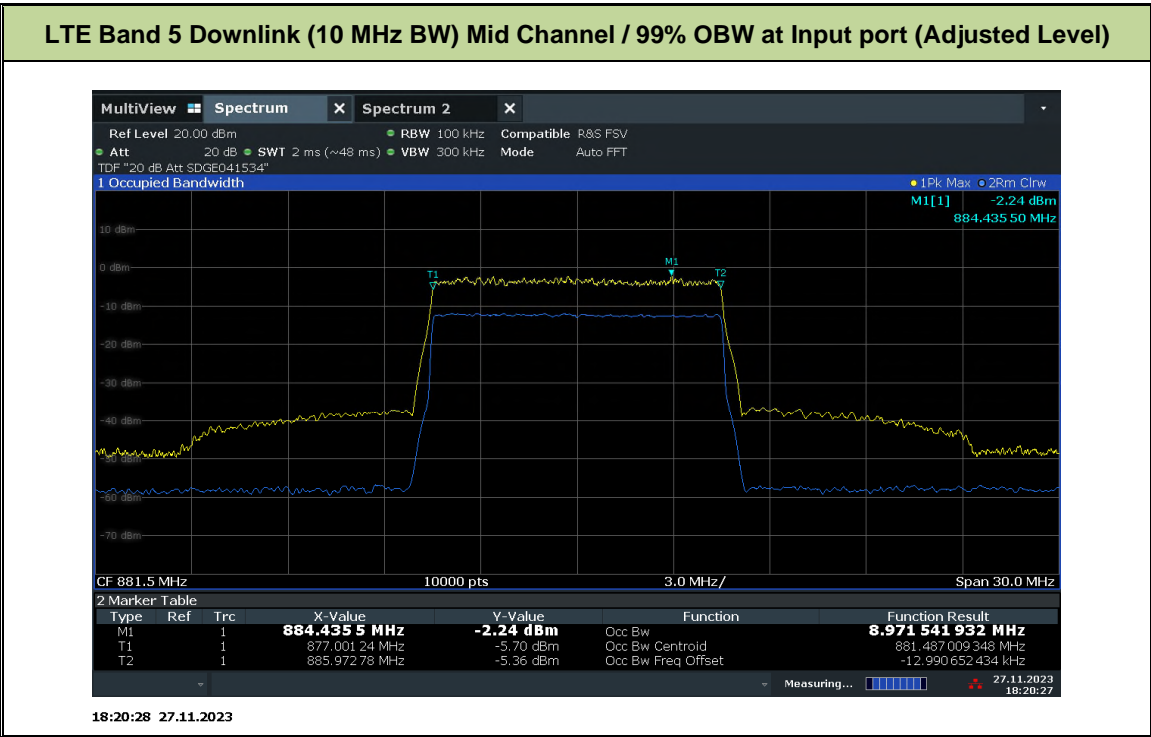 LTE Band 5 Downlink (10 MHz BW) Mid Channel / 99% OBW at Input port (Adjusted Level)
MultiView Spectrum X Spectrum 2 X
Ref Level 20.00 dBm RBW 100 kHz Compatible R&S FSV
Att 20 dB SWT 2 ms (~48 ms) VBW 300 kHz Mode Auto FFT
TDF "20 dB Att SDGE041534"
1 Occupied Bandwidth 1Pk Max 2Rm Clrw
M1[1] -2.24 dBm
884.435 50 MHz
10 dBm
0 dBm
M1
T1
T2
-10 dBm
-20 dBm
-30 dBm
-40 dBm
-50 dBm
-60 dBm
-70 dBm
CF 881.5 MHz 10000 pts 3.0 MHz/ Span 30.0 MHz
2 Marker Table
Type Ref Trc X-Value Y-Value Function Function Result
M1 1 884.435 5 MHz -2.24 dBm Occ Bw 8.971 541 932 MHz
T1 1 877.001 24 MHz -5.70 dBm Occ Bw Centroid 881.487 009 348 MHz
T2 1 885.972 78 MHz -5.36 dBm Occ Bw Freq Offset -12.990 652 434 kHz
Measuring... 27.11.2023
18:20:27
18:20:28 27.11.2023